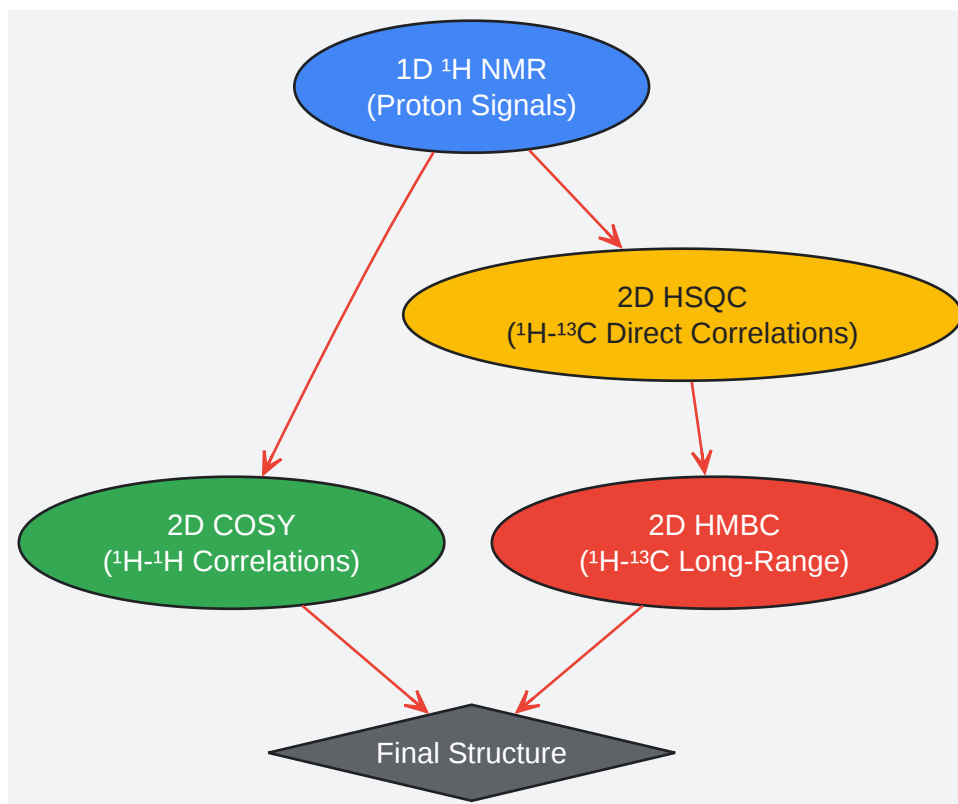 1D ¹H NMR
(Proton Signals)
2D HSQC
(¹H-¹³C Direct Correlations)
2D COSY
(¹H-¹H Correlations)
2D HMBC
(¹H-¹³C Long-Range)
Final Structure